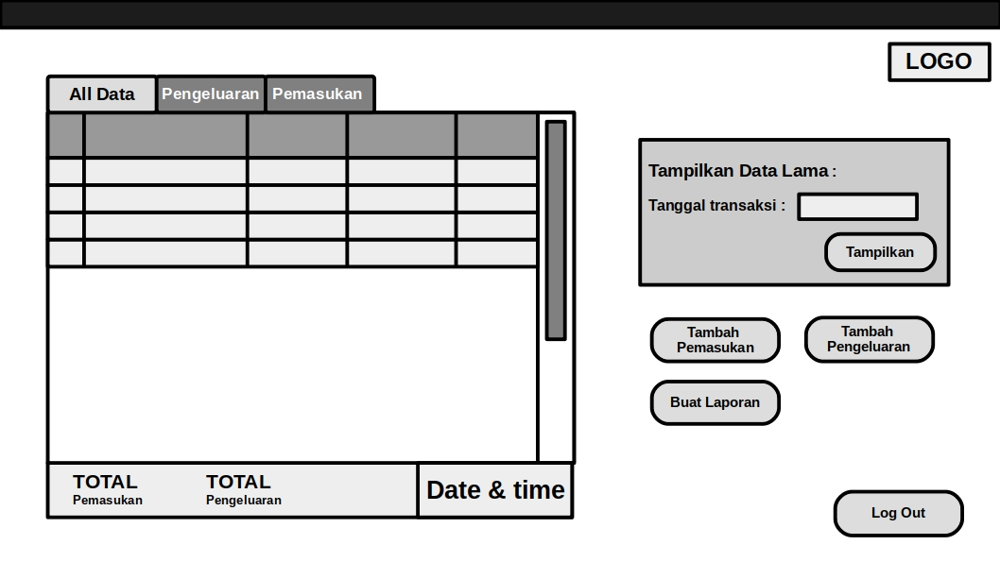 LOGO
All Data
Pengeluaran
Pemasukan
Tampilkan Data Lama :
Tanggal transaksi :
Tampilkan
Tambah
Pemasukan
Tambah
Pengeluaran
Buat Laporan
TOTAL
Pemasukan
TOTAL
Pengeluaran
Date & time
Log Out